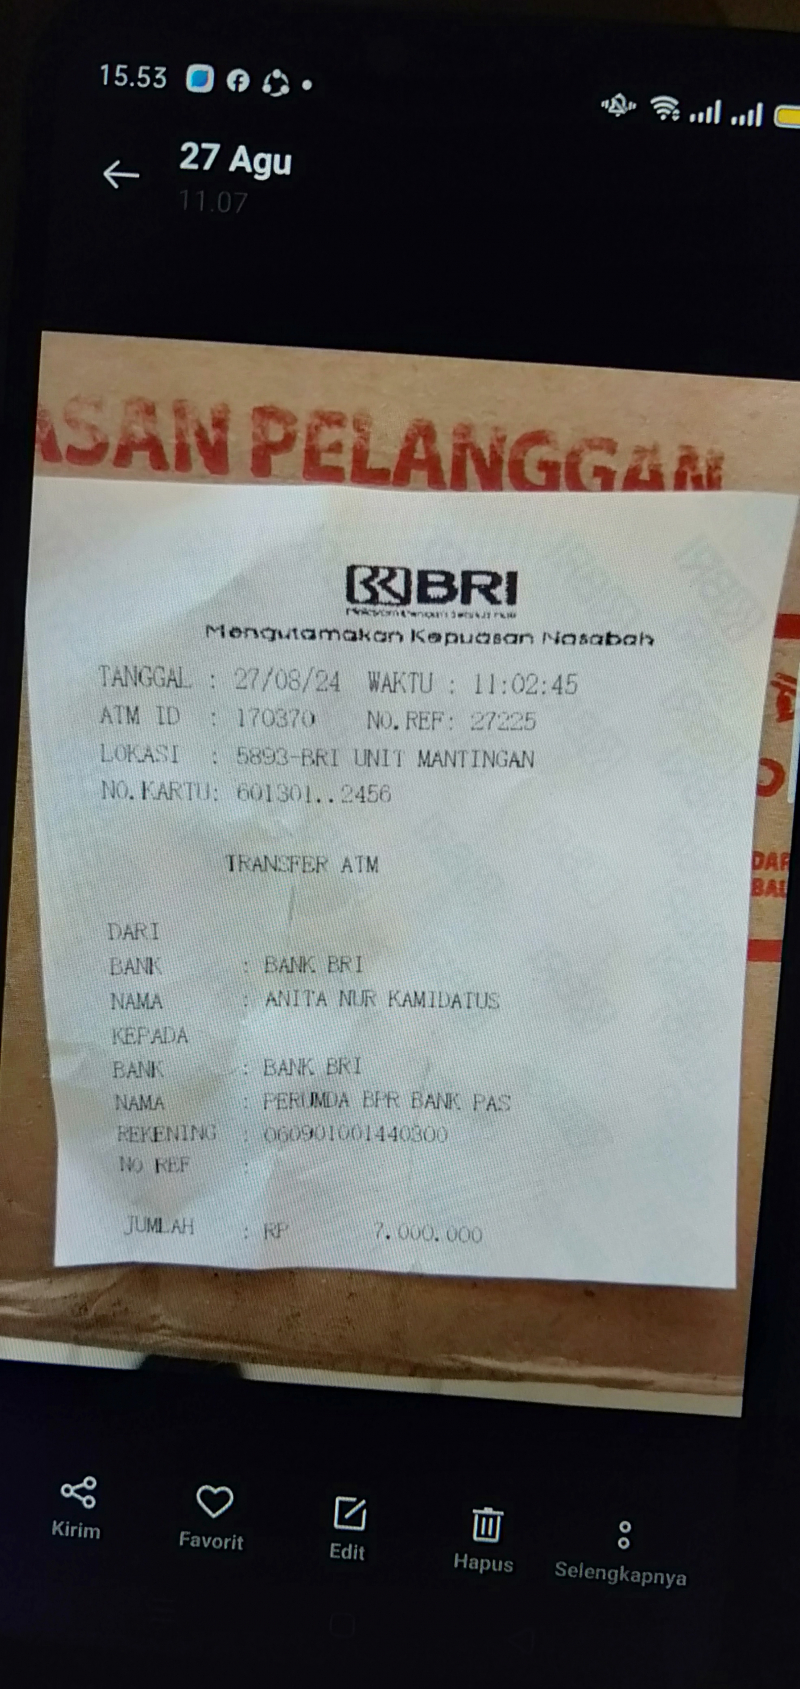 15.53
27 Agu
11.07
ASAN PELANGGAN
BRI
Mengutamakan Kepuasan Nasabah
TANGGAL : 27/08/24 WAKTU : 11:02:45
ATM ID : 170370 NO.REF: 27225
LOKASI : 5893-BRI UNIT MANTINGAN
NO.KARTU: 601301..2456
TRANSFER ATM
DARI
BANK : BANK BRI
NAMA : ANITA NUR KAMIDATUS
KEPADA
BANK : BANK BRI
NAMA : PERUMDA BPR BANK PAS
REKENING : 060901001440300
NO REF :
JUMLAH : RP 7.000.000
Kirim
Favorit
Edit
Hapus
Selengkapnya